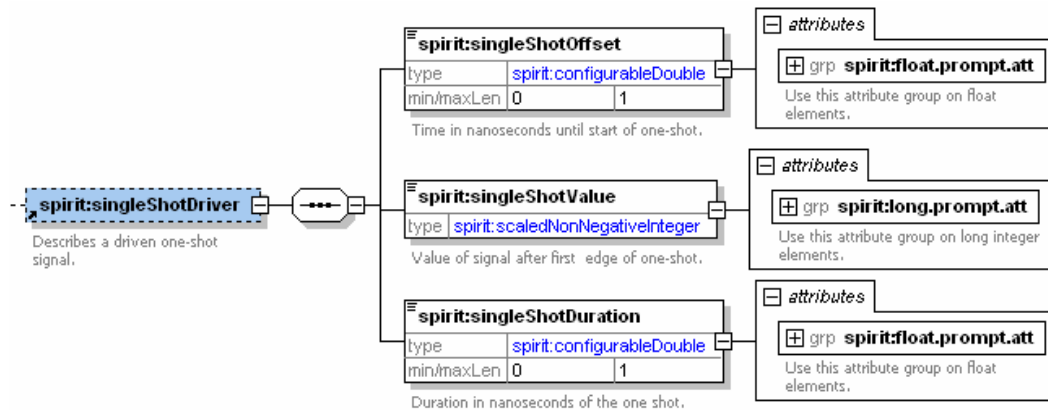 spirit:singleShotDriver
Describes a driven one-shot
signal.
spirit:singleShotOffset
type spirit:configurableDouble
min/maxLen 0 1
Time in nanoseconds until start of one-shot.
attributes
grp spirit:float.prompt.att
Use this attribute group on float
elements.
spirit:singleShotValue
type spirit:scaledNonNegativeInteger
Value of signal after first edge of one-shot.
attributes
grp spirit:long.prompt.att
Use this attribute group on long integer
elements.
spirit:singleShotDuration
type spirit:configurableDouble
min/maxLen 0 1
Duration in nanoseconds of the one shot.
attributes
grp spirit:float.prompt.att
Use this attribute group on float
elements.